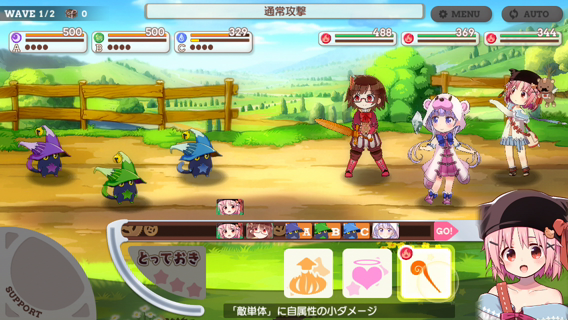 WAVE 1/2 0
通常攻撃
MENU
AUTO
500 500 329
488 369 344
A B C
A B C GO!
とっておき
SUPPORT
「敵単体」に自属性の小ダメージ